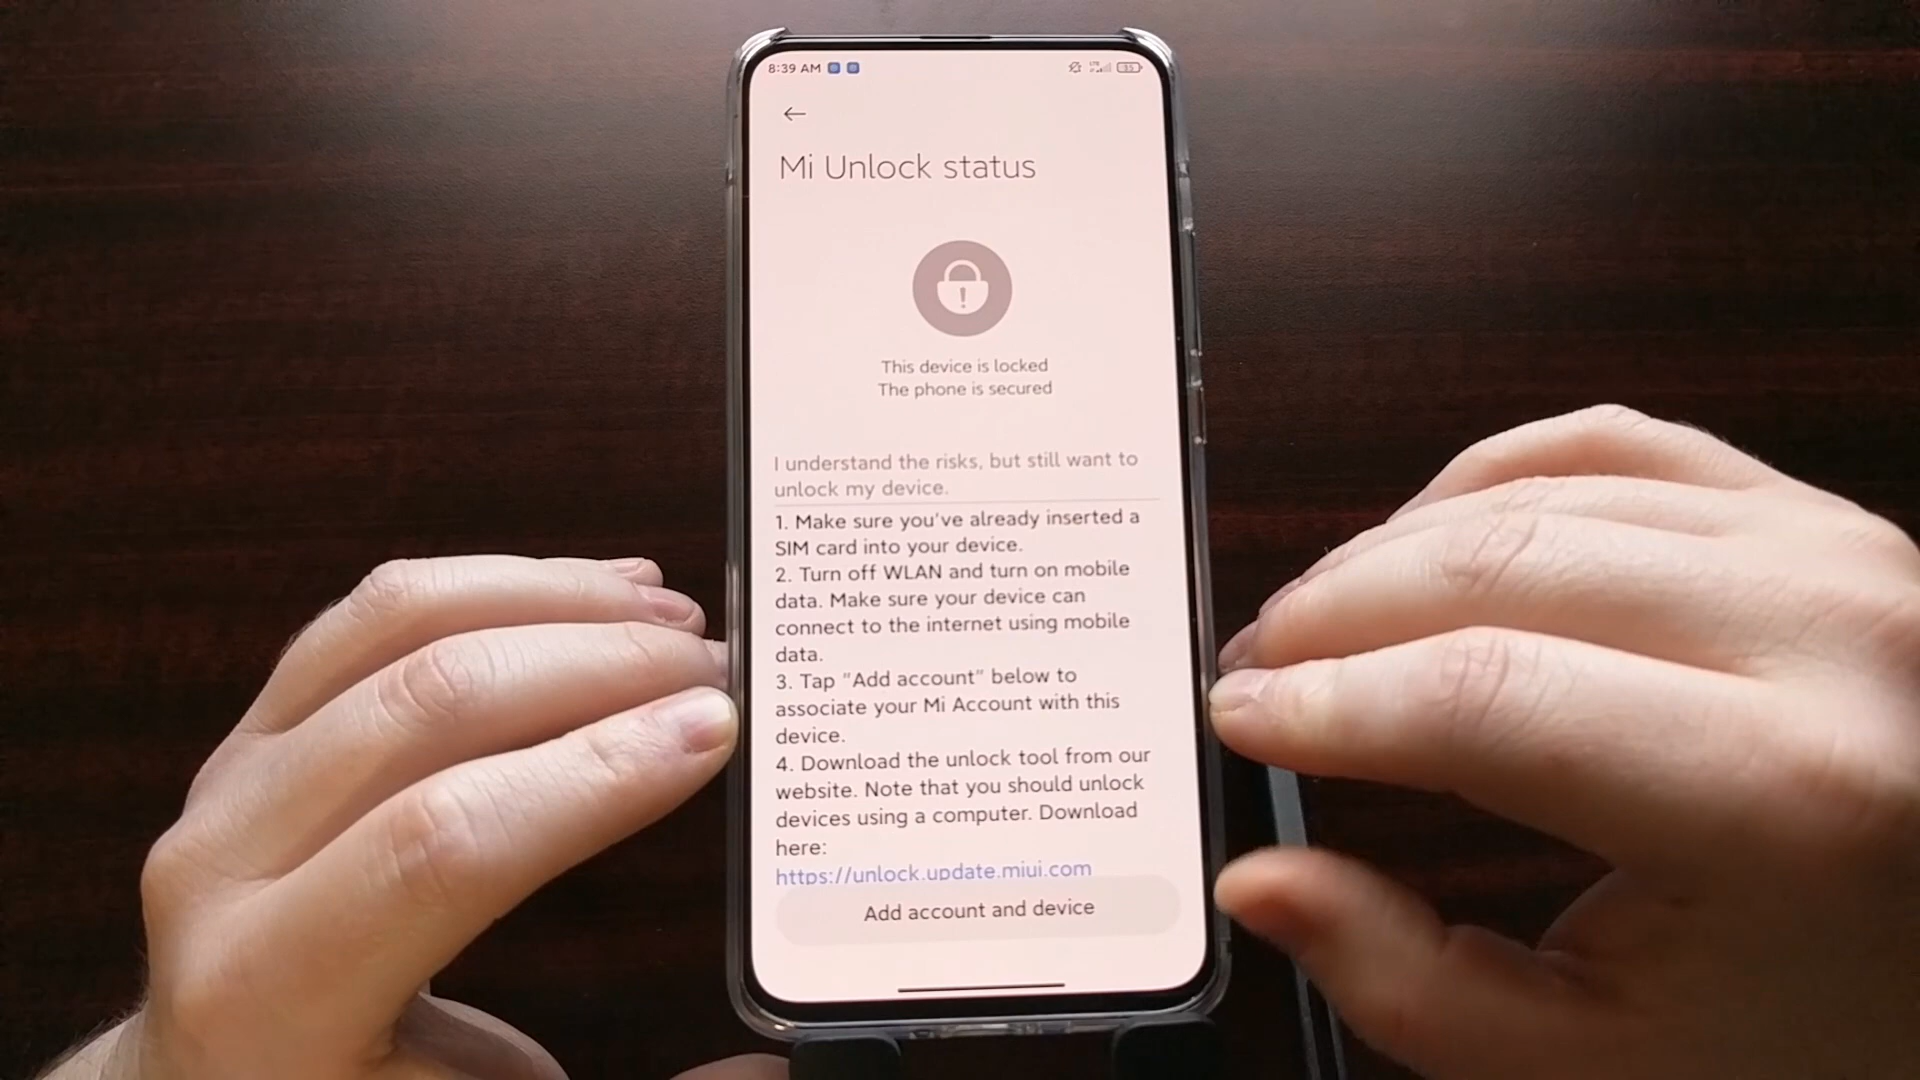 8:39 AM
55
Mi Unlock status
This device is locked
The phone is secured
I understand the risks, but still want to
unlock my device.
1. Make sure you've already inserted a
SIM card into your device.
2. Turn off WLAN and turn on mobile
data. Make sure your device can
connect to the internet using mobile
data.
3. Tap "Add account" below to
associate your Mi Account with this
device.
4. Download the unlock tool from our
website. Note that you should unlock
devices using a computer. Download
here:
https://unlock.update.miui.com
Add account and device